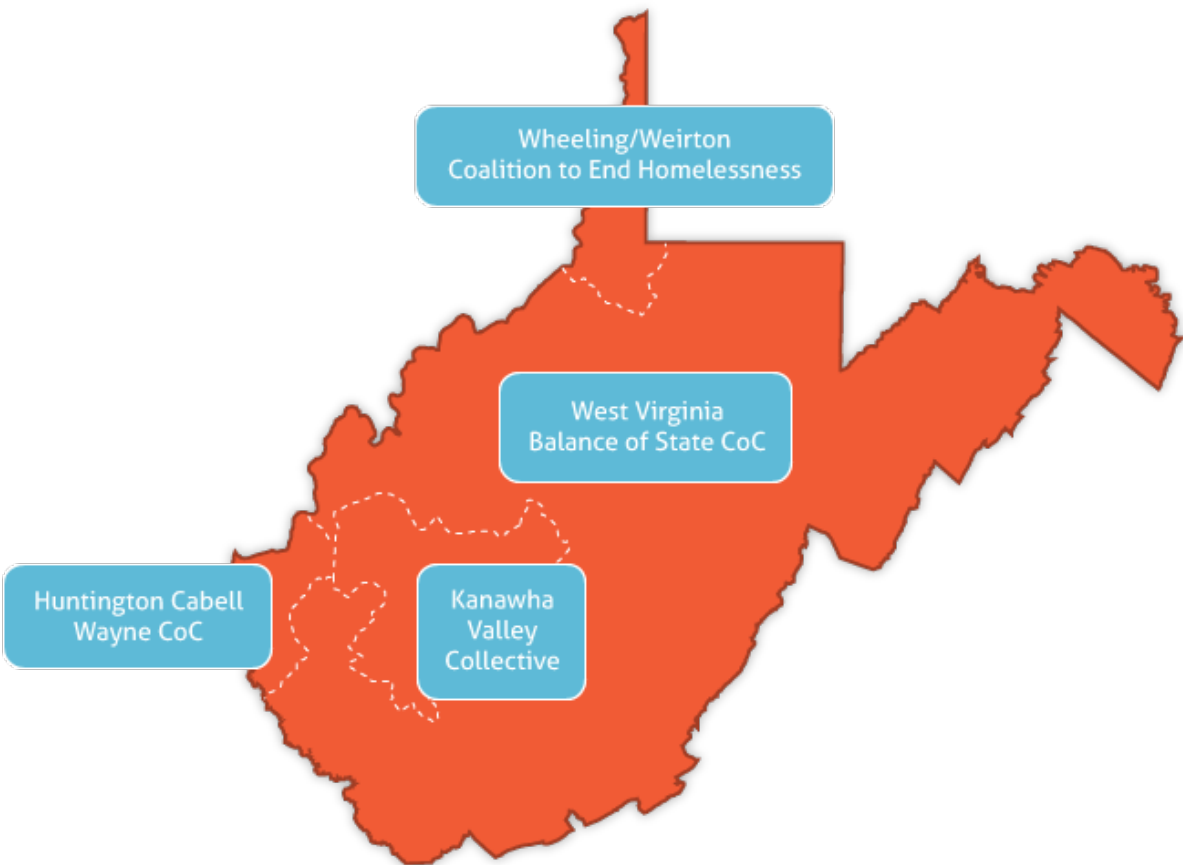 Wheeling/Weirton
Coalition to End Homelessness
West Virginia
Balance of State CoC
Huntington Cabell
Wayne CoC
Kanawha
Valley
Collective